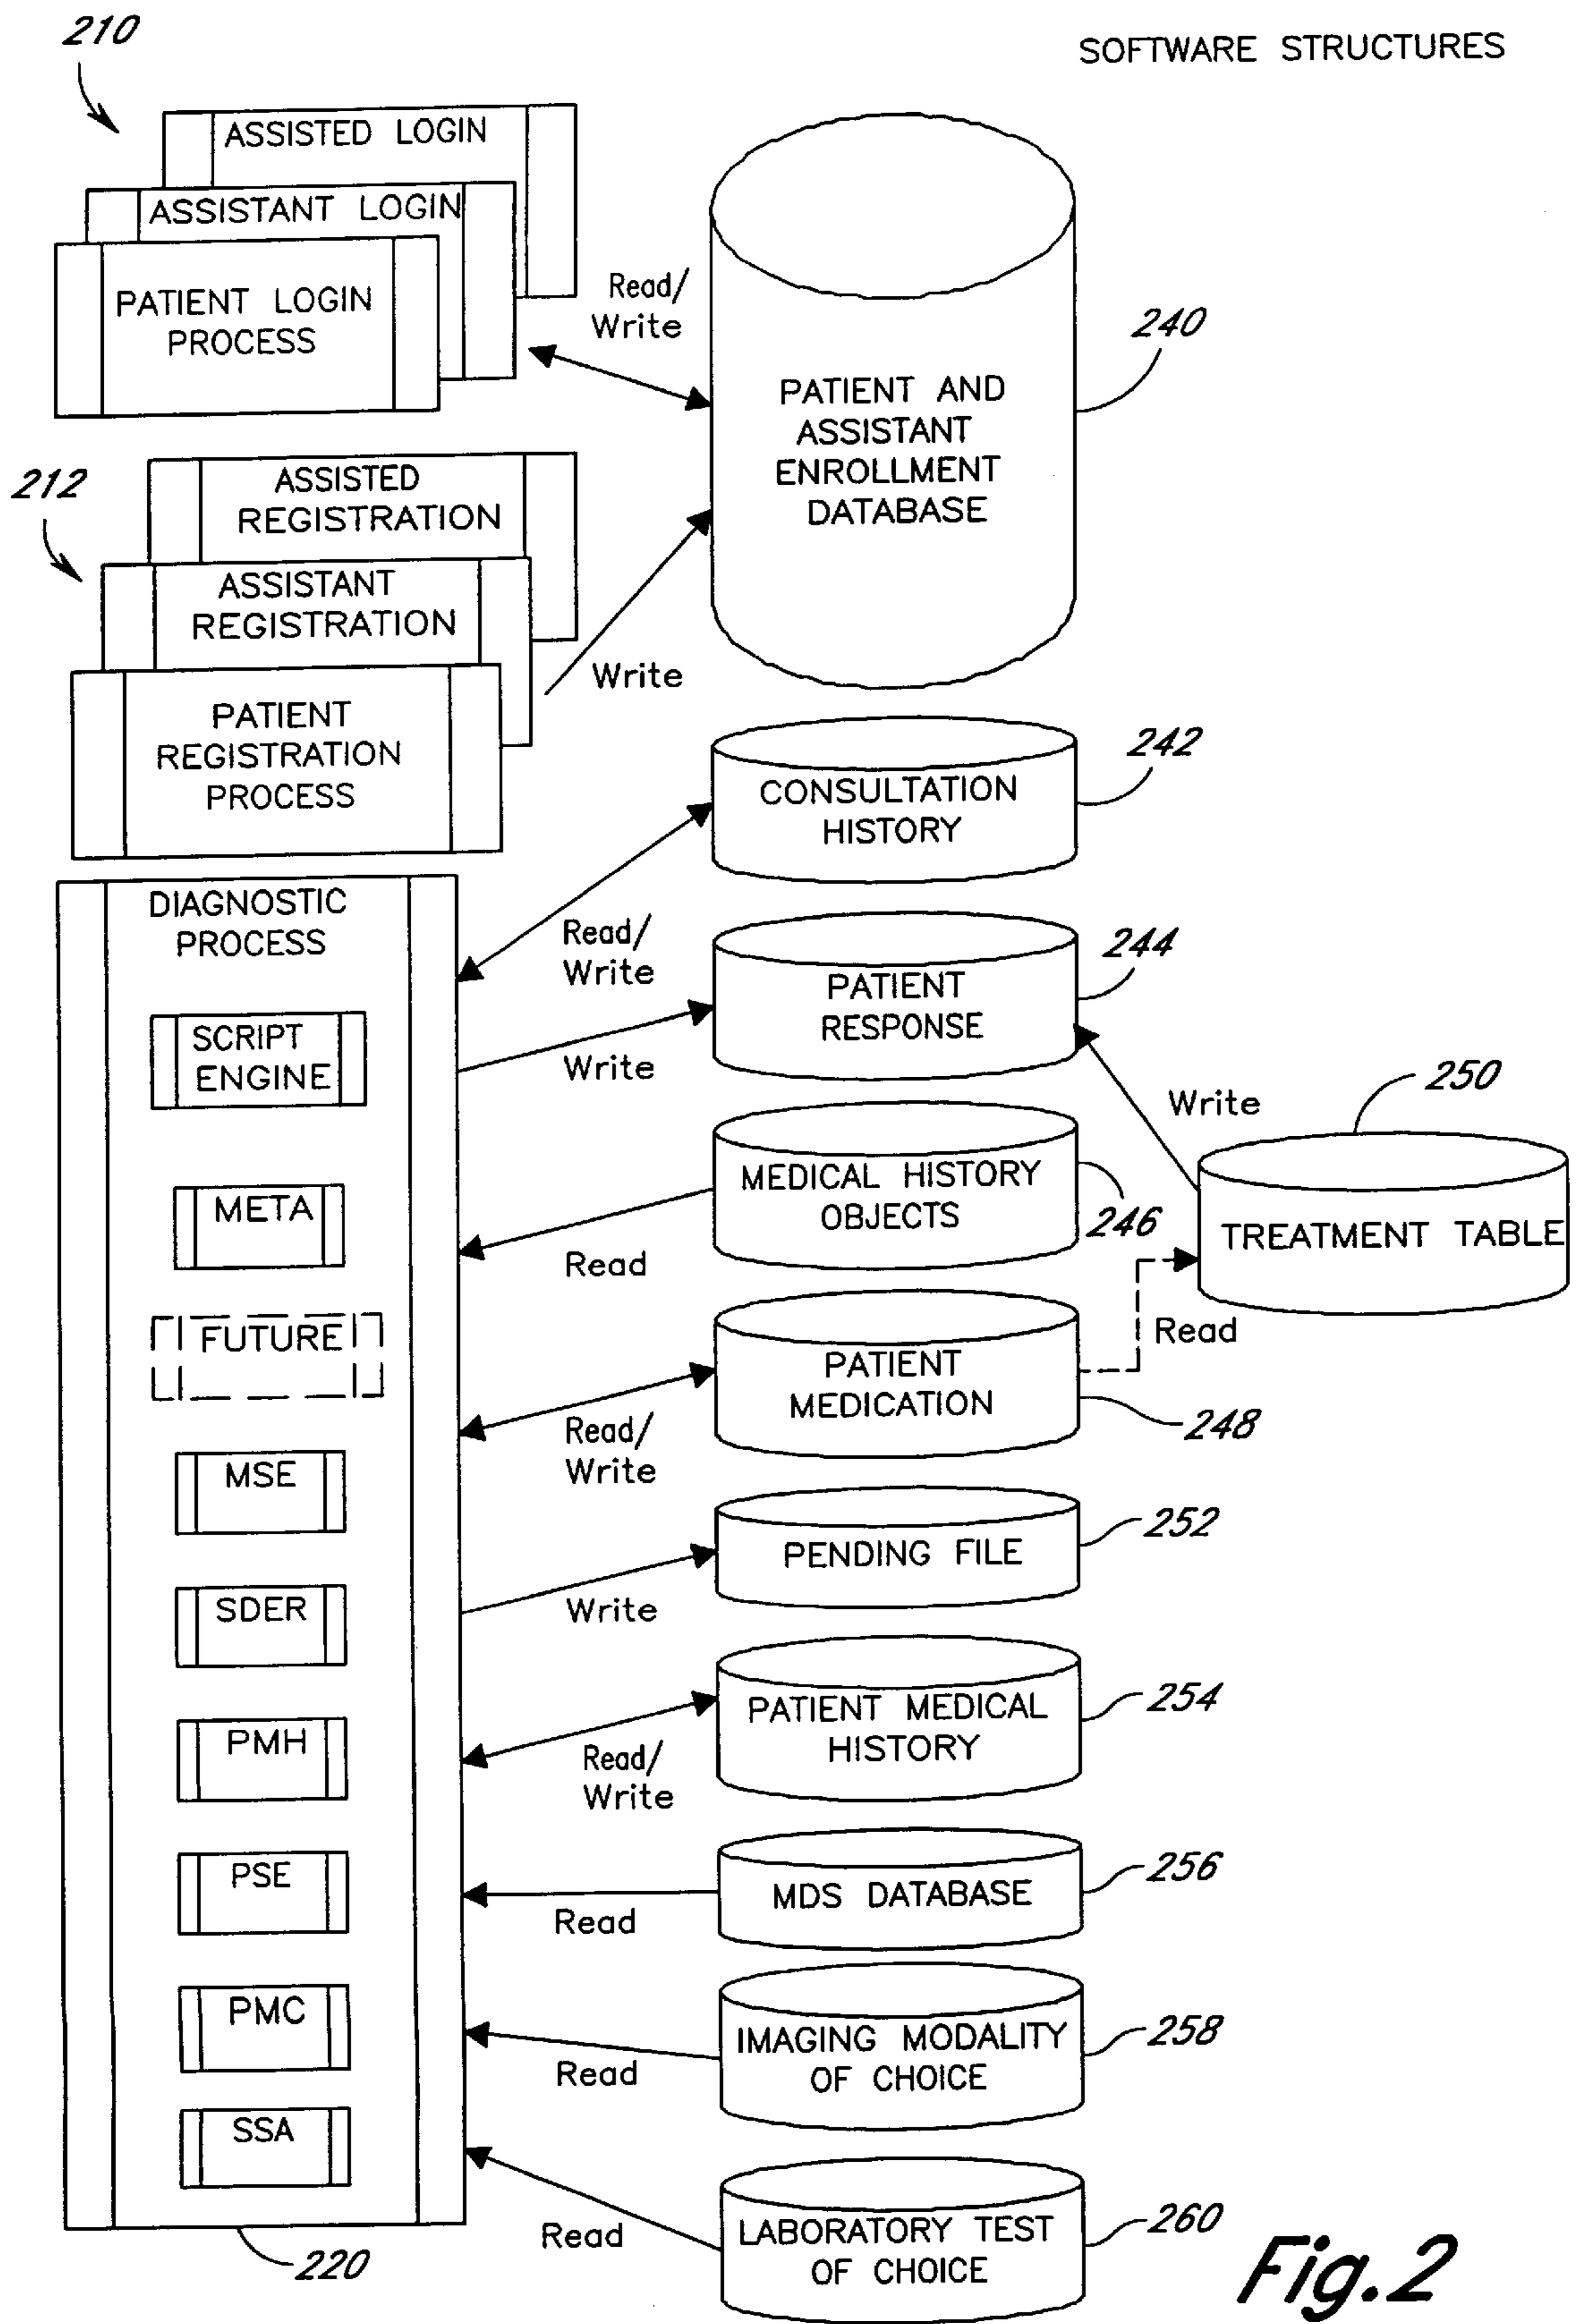 SOFTWARE STRUCTURES
210
ASSISTED LOGIN
ASSISTANT LOGIN
PATIENT LOGIN
PROCESS
Read/
Write
PATIENT AND
ASSISTANT
ENROLLMENT
DATABASE
240
212
ASSISTED
REGISTRATION
ASSISTANT
REGISTRATION
PATIENT
REGISTRATION
PROCESS
Write
CONSULTATION
HISTORY
242
DIAGNOSTIC
PROCESS
Read/
Write
PATIENT
RESPONSE
244
SCRIPT
ENGINE
Write
Write
250
TREATMENT TABLE
META
MEDICAL HISTORY
OBJECTS
246
Read
Read
FUTURE
PATIENT
MEDICATION
248
Read/
Write
MSE
PENDING FILE
252
SDER
Write
PMH
PATIENT MEDICAL
HISTORY
254
Read/
Write
PSE
MDS DATABASE
256
Read
PMC
IMAGING MODALITY
OF CHOICE
258
Read
SSA
LABORATORY TEST
OF CHOICE
260
Read
220
Fig.2